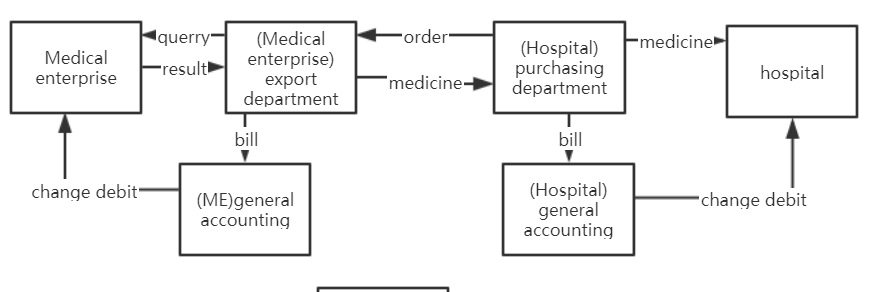 Medical
enterprise
querry
result
(Medical
enterprise)
export
department
order
medicine
(Hospital)
purchasing
department
medicine
hospital
bill
bill
change debit
(ME)general
accounting
(Hospital)
general
accounting
change debit